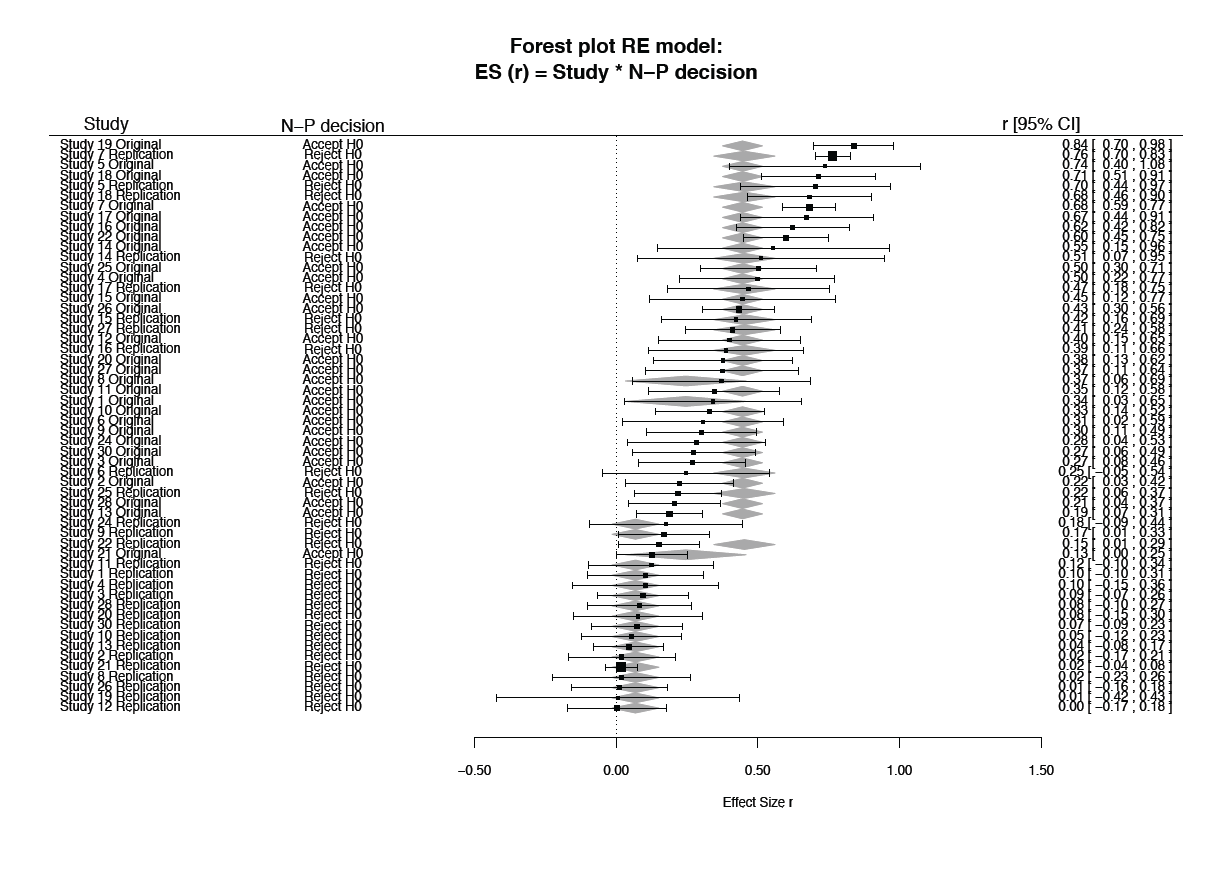 Forest plot RE model:
ES (r) = Study * N–P decision
Study N–P decision r [95% CI]
Study 19 Original Accept H0 0.84 [ 0.70 , 0.98 ]
Study 7 Replication Reject H0 0.76 [ 0.70 , 0.83 ]
Study 5 Original Accept H0 0.74 [ 0.40 , 1.08 ]
Study 18 Original Accept H0 0.71 [ 0.51 , 0.91 ]
Study 5 Replication Reject H0 0.70 [ 0.44 , 0.97 ]
Study 18 Replication Reject H0 0.68 [ 0.46 , 0.90 ]
Study 7 Original Accept H0 0.68 [ 0.59 , 0.77 ]
Study 17 Original Accept H0 0.67 [ 0.44 , 0.91 ]
Study 16 Original Accept H0 0.62 [ 0.42 , 0.82 ]
Study 22 Original Accept H0 0.60 [ 0.45 , 0.75 ]
Study 14 Original Accept H0 0.55 [ 0.15 , 0.96 ]
Study 14 Replication Reject H0 0.51 [ 0.07 , 0.95 ]
Study 25 Original Accept H0 0.50 [ 0.30 , 0.71 ]
Study 4 Original Accept H0 0.50 [ 0.22 , 0.77 ]
Study 17 Replication Reject H0 0.47 [ 0.18 , 0.75 ]
Study 15 Original Accept H0 0.45 [ 0.12 , 0.77 ]
Study 26 Original Accept H0 0.43 [ 0.30 , 0.56 ]
Study 15 Replication Reject H0 0.42 [ 0.16 , 0.69 ]
Study 27 Replication Reject H0 0.41 [ 0.24 , 0.58 ]
Study 12 Original Accept H0 0.40 [ 0.15 , 0.65 ]
Study 16 Replication Reject H0 0.39 [ 0.11 , 0.66 ]
Study 20 Original Accept H0 0.38 [ 0.13 , 0.62 ]
Study 27 Original Accept H0 0.37 [ 0.11 , 0.64 ]
Study 8 Original Accept H0 0.37 [ 0.06 , 0.69 ]
Study 11 Original Accept H0 0.35 [ 0.12 , 0.58 ]
Study 1 Original Accept H0 0.34 [ 0.03 , 0.65 ]
Study 10 Original Accept H0 0.33 [ 0.14 , 0.52 ]
Study 6 Original Accept H0 0.31 [ 0.02 , 0.59 ]
Study 9 Original Accept H0 0.30 [ 0.11 , 0.49 ]
Study 24 Original Accept H0 0.28 [ 0.04 , 0.53 ]
Study 30 Original Accept H0 0.27 [ 0.06 , 0.49 ]
Study 3 Original Accept H0 0.27 [ 0.08 , 0.46 ]
Study 6 Replication Reject H0 0.25 [ −0.05 , 0.54 ]
Study 2 Original Accept H0 0.22 [ 0.03 , 0.42 ]
Study 25 Replication Reject H0 0.22 [ 0.06 , 0.37 ]
Study 28 Original Accept H0 0.21 [ 0.04 , 0.37 ]
Study 13 Original Accept H0 0.19 [ 0.07 , 0.31 ]
Study 24 Replication Reject H0 0.18 [ −0.09 , 0.44 ]
Study 9 Replication Reject H0 0.17 [ 0.01 , 0.33 ]
Study 22 Replication Reject H0 0.15 [ 0.01 , 0.29 ]
Study 21 Original Accept H0 0.13 [ 0.00 , 0.25 ]
Study 11 Replication Reject H0 0.12 [ −0.10 , 0.34 ]
Study 1 Replication Reject H0 0.10 [ −0.10 , 0.31 ]
Study 4 Replication Reject H0 0.10 [ −0.15 , 0.36 ]
Study 3 Replication Reject H0 0.09 [ −0.07 , 0.26 ]
Study 28 Replication Reject H0 0.08 [ −0.10 , 0.27 ]
Study 20 Replication Reject H0 0.08 [ −0.15 , 0.30 ]
Study 30 Replication Reject H0 0.07 [ −0.09 , 0.23 ]
Study 10 Replication Reject H0 0.05 [ −0.12 , 0.23 ]
Study 13 Replication Reject H0 0.04 [ −0.08 , 0.17 ]
Study 2 Replication Reject H0 0.02 [ −0.17 , 0.21 ]
Study 21 Replication Reject H0 0.02 [ −0.04 , 0.08 ]
Study 8 Replication Reject H0 0.02 [ −0.23 , 0.26 ]
Study 26 Replication Reject H0 0.01 [ −0.16 , 0.18 ]
Study 19 Replication Reject H0 0.01 [ −0.42 , 0.43 ]
Study 12 Replication Reject H0 0.00 [ −0.17 , 0.18 ]
−0.50 0.00 0.50 1.00 1.50
Effect Size r